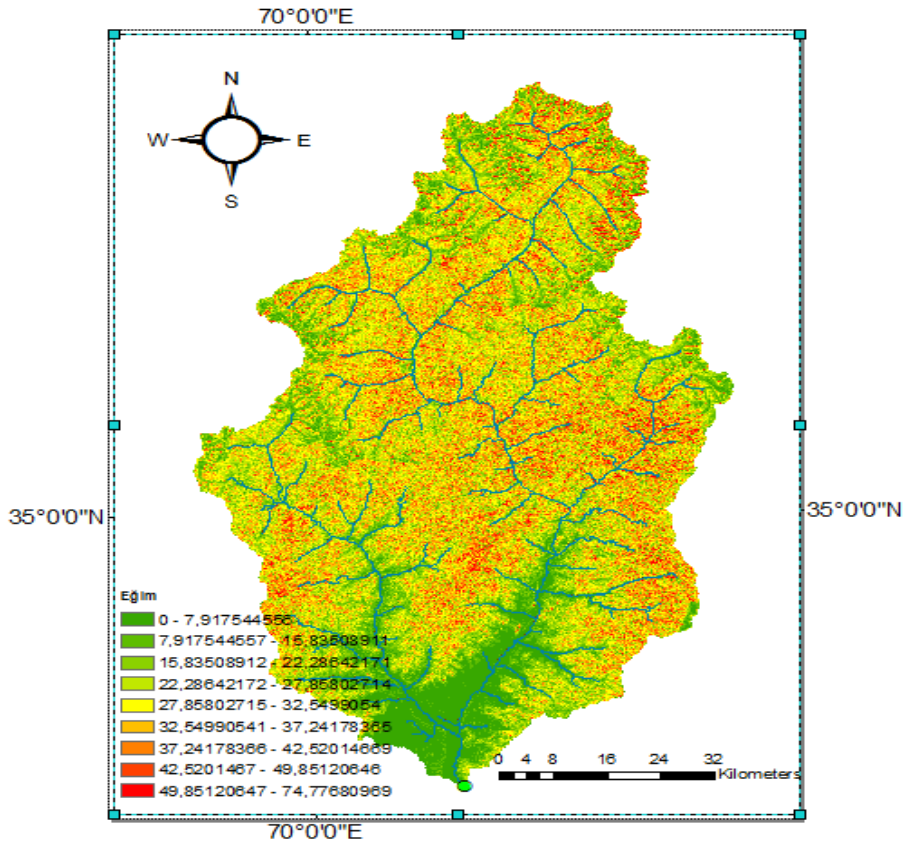 70°0'0"E
N
W E
S
35°0'0"N 35°0'0"N
Eğim
0 - 7,917544556
7,917544557 - 15,83508911
15,83508912 - 22,28642171
22,28642172 - 27,85802714
27,85802715 - 32,5499054
32,54990541 - 37,24178365
37,24178366 - 42,52014669
42,5201467 - 49,85120646
49,85120647 - 74,77680969
0 4 8 16 24 32
Kilometers
70°0'0"E